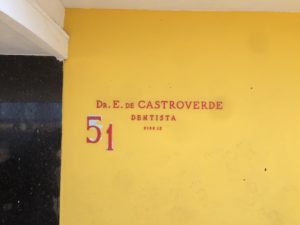 DR. E. DE CASTROVERDE
DENTISTA
51